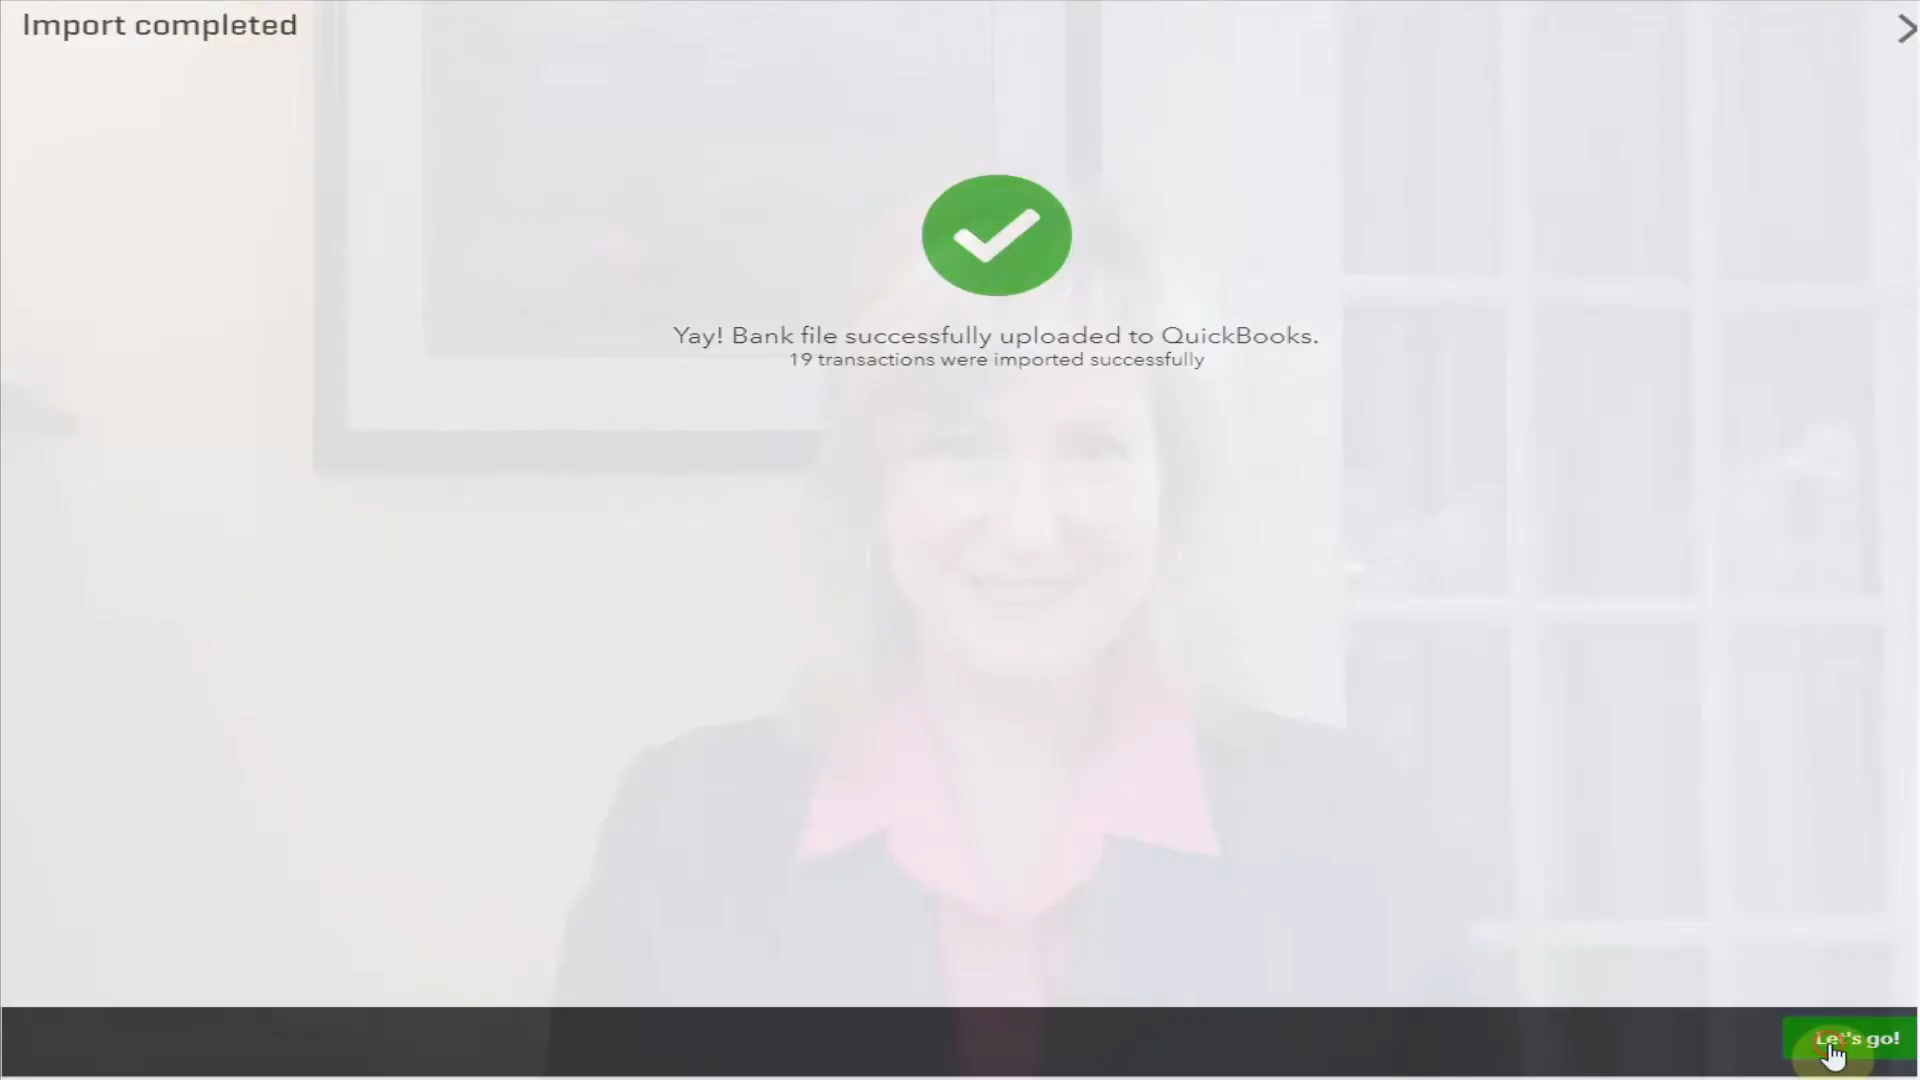 Import completed
Yay! Bank file successfully uploaded to QuickBooks.
19 transactions were imported successfully
Let's go!